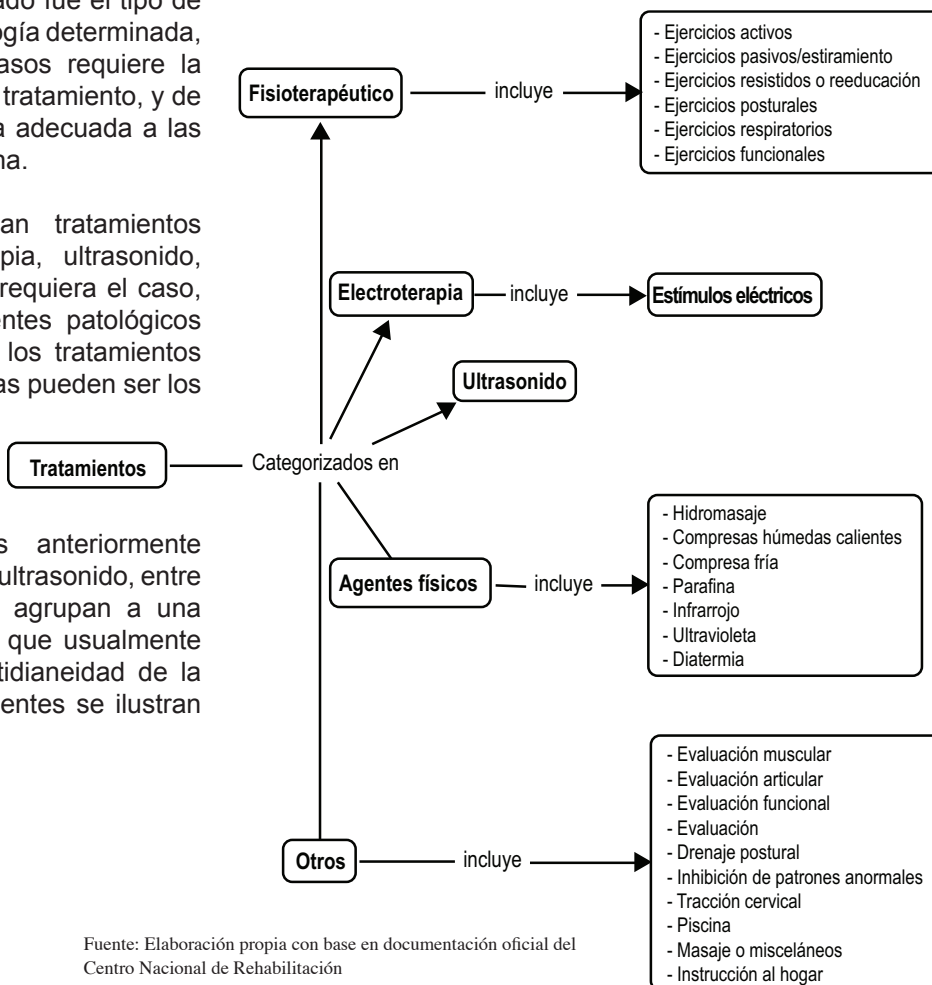 ado fue el tipo de
ogía determinada,
asos requiere la
tratamiento, y de
a adecuada a las
na.
an tratamientos
pia, ultrasonido,
requiera el caso,
entes patológicos
los tratamientos
as pueden ser los
s anteriormente
ultrasonido, entre
agrupan a una
que usualmente
tidianeidad de la
entes se ilustran
Tratamientos
Categorizados en
Fisioterapéutico
incluye
- Ejercicios activos
- Ejercicios pasivos/estiramiento
- Ejercicios resistidos o reeducación
- Ejercicios posturales
- Ejercicios respiratorios
- Ejercicios funcionales
Electroterapia
incluye
Estímulos eléctricos
Ultrasonido
Agentes físicos
incluye
- Hidromasaje
- Compresas húmedas calientes
- Compresa fría
- Parafina
- Infrarrojo
- Ultravioleta
- Diatermia
Otros
incluye
- Evaluación muscular
- Evaluación articular
- Evaluación funcional
- Evaluación
- Drenaje postural
- Inhibición de patrones anormales
- Tracción cervical
- Piscina
- Masaje o misceláneos
- Instrucción al hogar
Fuente: Elaboración propia con base en documentación oficial del
Centro Nacional de Rehabilitación